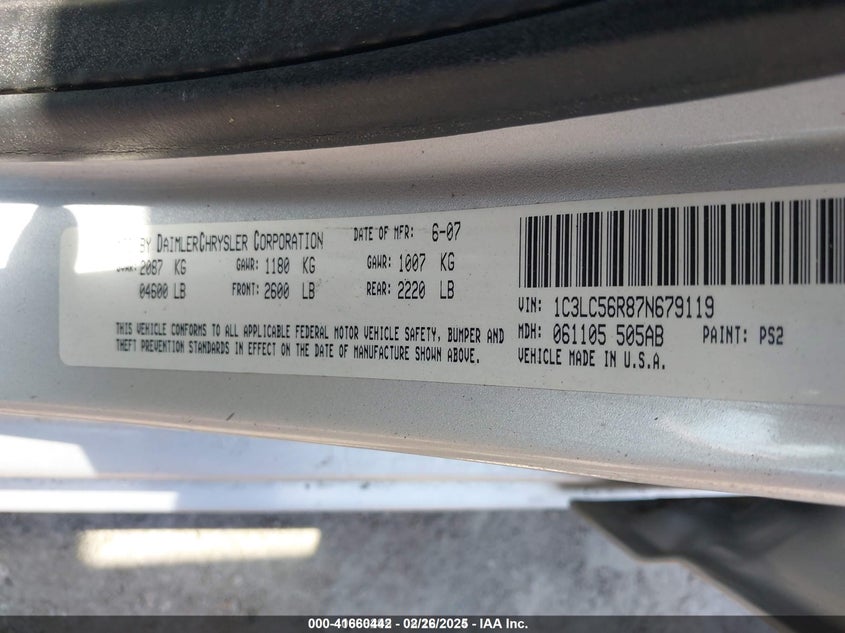 BY DAIMLERCHRYSLER CORPORATION DATE OF MFR: 6-07
GVWR: 2087 KG GAWR: 1180 KG GAWR: 1007 KG
04600 LB FRONT: 2600 LB REAR: 2220 LB
THIS VEHICLE CONFORMS TO ALL APPLICABLE FEDERAL MOTOR VEHICLE SAFETY, BUMPER AND
THEFT PREVENTION STANDARDS IN EFFECT ON THE DATE OF MANUFACTURE SHOWN ABOVE.
VIN: 1C3LC56R87N679119
MDH: 061105 505AB PAINT: PS2
VEHICLE MADE IN U.S.A.
000-41660442 - 02/26/2025 - IAA Inc.